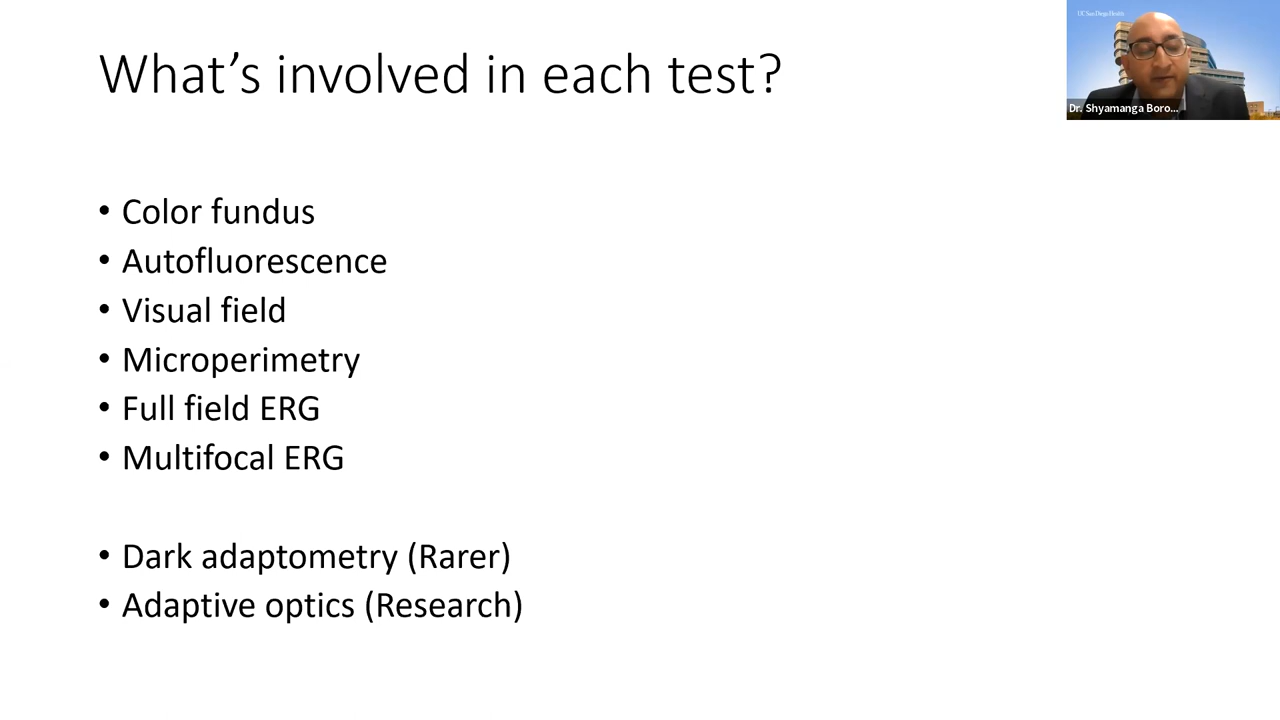 What's involved in each test?
UC San Diego Health
Dr. Shyamanga Boro...
• Color fundus
• Autofluorescence
• Visual field
• Microperimetry
• Full field ERG
• Multifocal ERG
• Dark adaptometry (Rarer)
• Adaptive optics (Research)